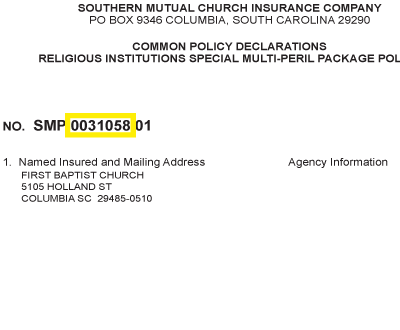 SOUTHERN MUTUAL CHURCH INSURANCE COMPANY
PO BOX 9346 COLUMBIA, SOUTH CAROLINA 29290
COMMON POLICY DECLARATIONS
RELIGIOUS INSTITUTIONS SPECIAL MULTI-PERIL PACKAGE POL
NO. SMP 0031058 01
1. Named Insured and Mailing Address Agency Information
FIRST BAPTIST CHURCH
5105 HOLLAND ST
COLUMBIA SC 29485-0510